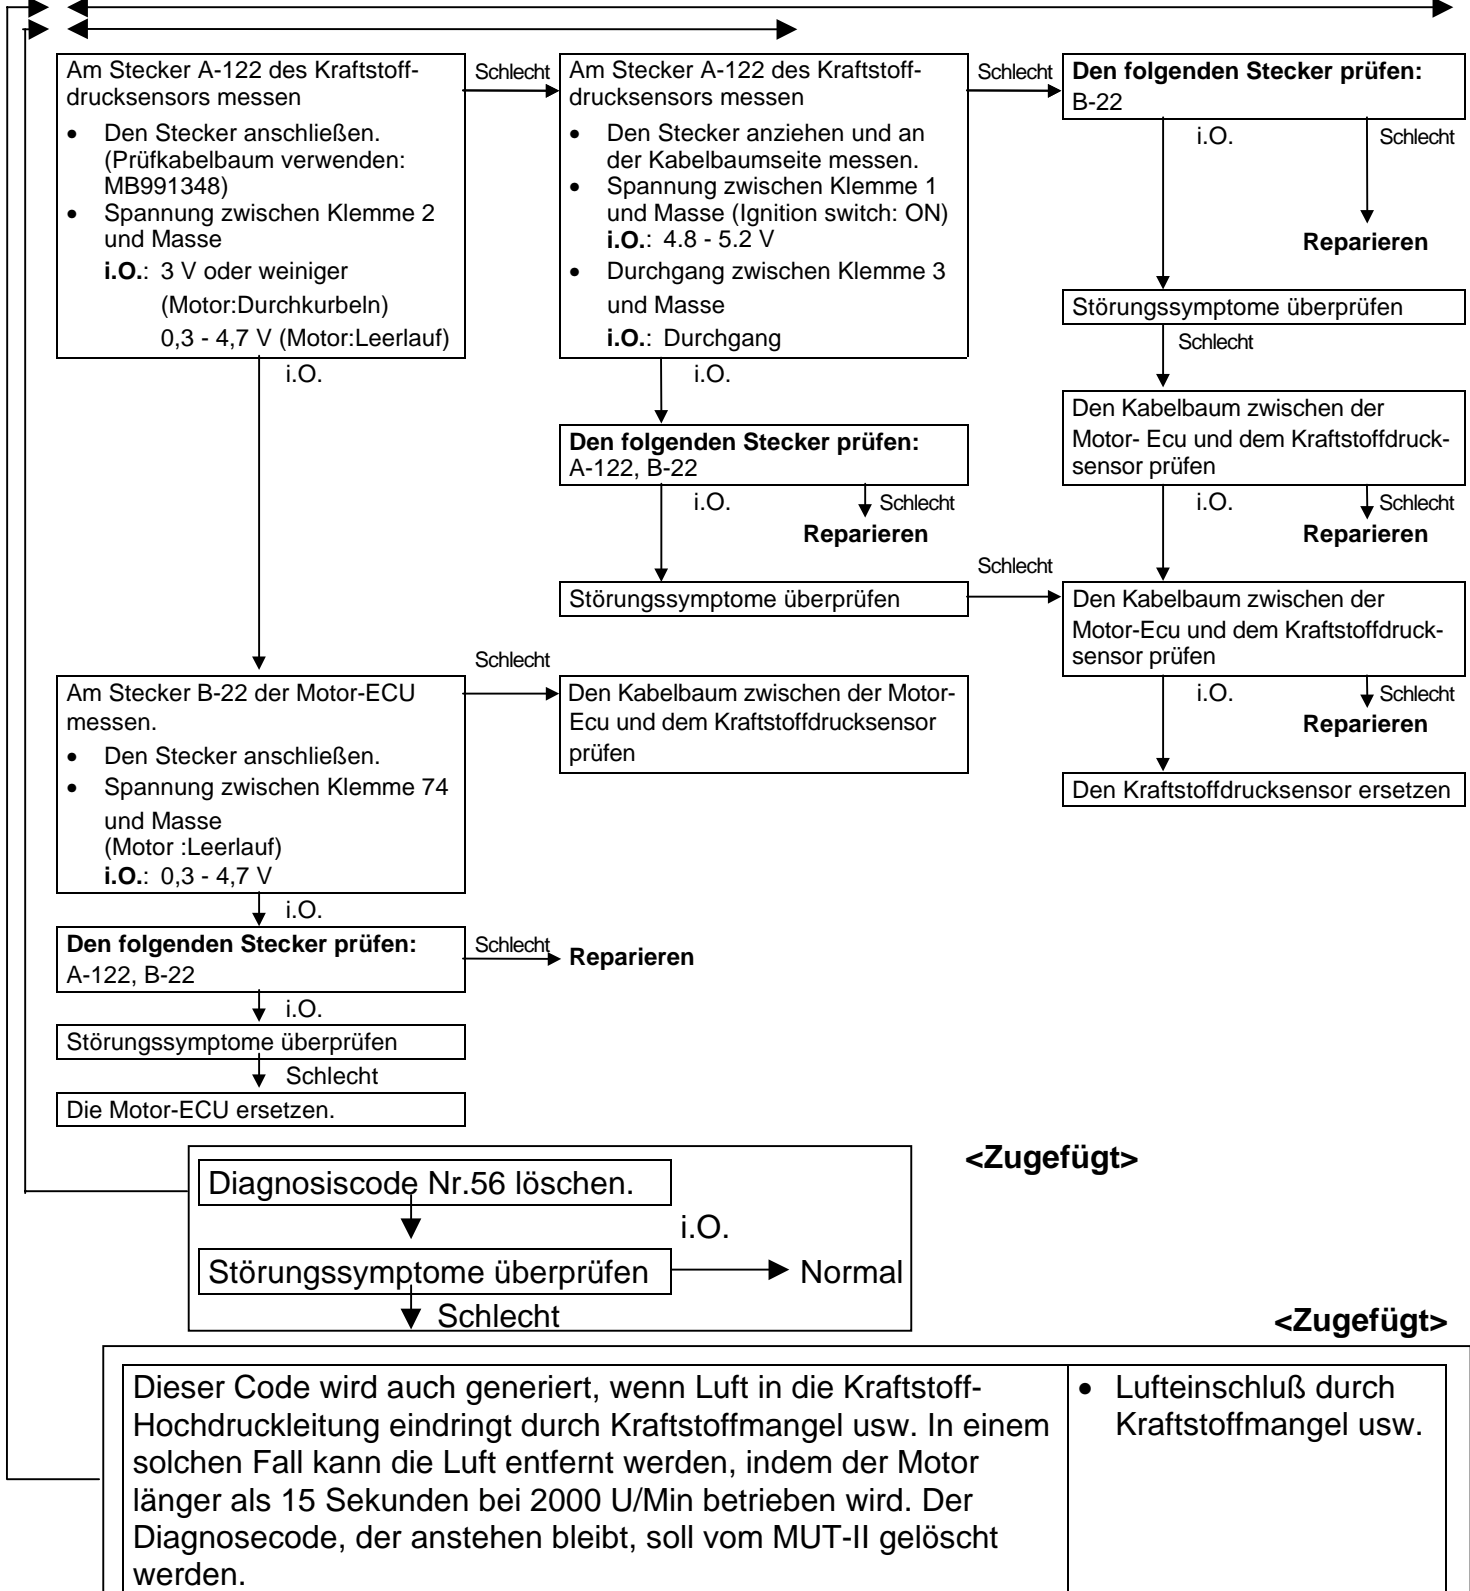 Am Stecker A-122 des Kraftstoff-
drucksensors messen
• Den Stecker anschließen.
(Prüfkabelbaum verwenden:
MB991348)
• Spannung zwischen Klemme 2
und Masse
i.O.: 3 V oder weiniger
(Motor:Durchkurbeln)
0,3 - 4,7 V (Motor:Leerlauf)
Schlecht
i.O.
Am Stecker A-122 des Kraftstoff-
drucksensors messen
• Den Stecker anziehen und an
der Kabelbaumseite messen.
• Spannung zwischen Klemme 1
und Masse (Ignition switch: ON)
i.O.: 4.8 - 5.2 V
• Durchgang zwischen Klemme 3
und Masse
i.O.: Durchgang
Schlecht
i.O.
Den folgenden Stecker prüfen:
B-22
i.O.
Schlecht
Reparieren
Störungssymptome überprüfen
Schlecht
Den Kabelbaum zwischen der
Motor- Ecu und dem Kraftstoffdruck-
sensor prüfen
i.O.
Schlecht
Reparieren
Den folgenden Stecker prüfen:
A-122, B-22
i.O.
Schlecht
Reparieren
Störungssymptome überprüfen
Schlecht
Den Kabelbaum zwischen der
Motor-Ecu und dem Kraftstoffdruck-
sensor prüfen
i.O.
Schlecht
Reparieren
Den Kraftstoffdrucksensor ersetzen
Am Stecker B-22 der Motor-ECU
messen.
• Den Stecker anschließen.
• Spannung zwischen Klemme 74
und Masse
(Motor :Leerlauf)
i.O.: 0,3 - 4,7 V
Schlecht
Den Kabelbaum zwischen der Motor-
Ecu und dem Kraftstoffdrucksensor
prüfen
i.O.
Den folgenden Stecker prüfen:
A-122, B-22
Schlecht
Reparieren
i.O.
Störungssymptome überprüfen
Schlecht
Die Motor-ECU ersetzen.
<Zugefügt>
Diagnosiscode Nr.56 löschen.
i.O.
Störungssymptome überprüfen
Normal
Schlecht
<Zugefügt>
Dieser Code wird auch generiert, wenn Luft in die Kraftstoff-
Hochdruckleitung eindringt durch Kraftstoffmangel usw. In einem
solchen Fall kann die Luft entfernt werden, indem der Motor
länger als 15 Sekunden bei 2000 U/Min betrieben wird. Der
Diagnosecode, der anstehen bleibt, soll vom MUT-II gelöscht
werden.
• Lufteinschluß durch
Kraftstoffmangel usw.